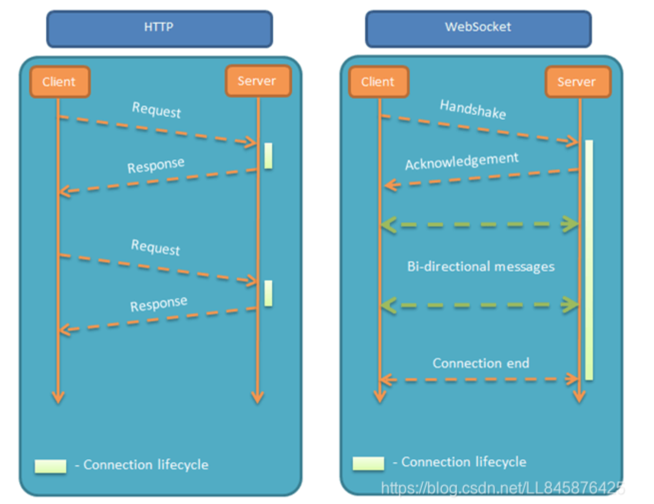 HTTP
Client
Server
Request
Response
Request
Response
- Connection lifecycle
WebSocket
Client
Server
Handshake
Acknowledgement
Bi-directional messages
Connection end
- Connection lifecycle
https://blog.csdn.net/LL845876425